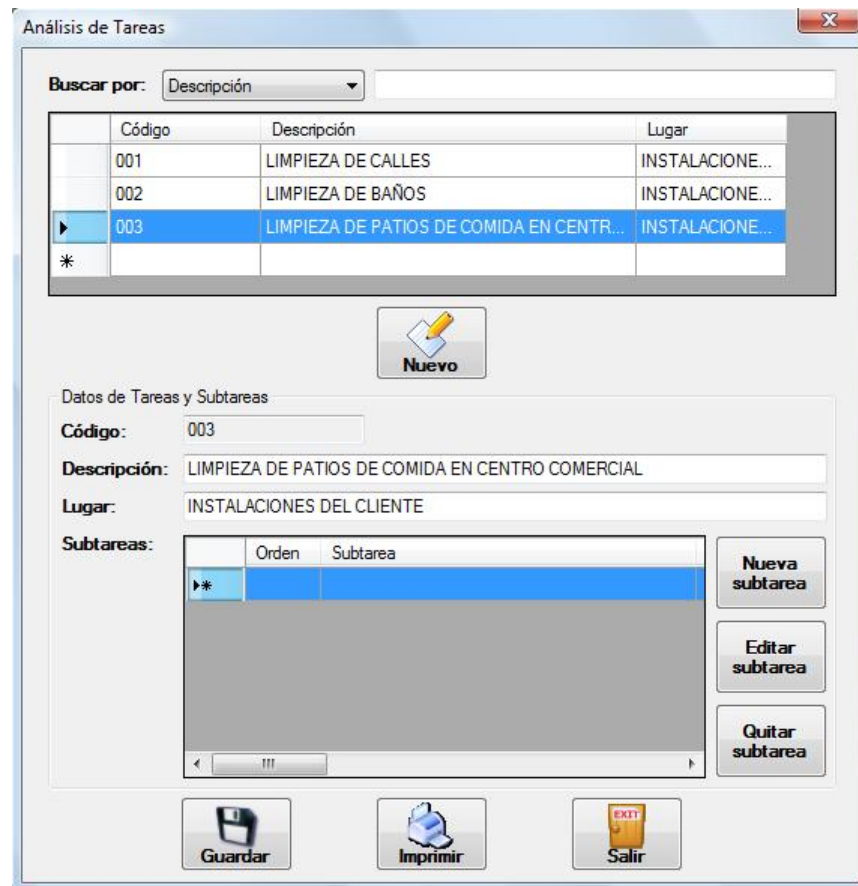 Análisis de Tareas
Buscar por: Descripción
Código Descripción Lugar
001 LIMPIEZA DE CALLES INSTALACIONE...
002 LIMPIEZA DE BAÑOS INSTALACIONE...
003 LIMPIEZA DE PATIOS DE COMIDA EN CENTR... INSTALACIONE...
Nuevo
Datos de Tareas y Subtareas
Código: 003
Descripción: LIMPIEZA DE PATIOS DE COMIDA EN CENTRO COMERCIAL
Lugar: INSTALACIONES DEL CLIENTE
Subtareas:
Orden Subtarea
Nueva
subtarea
Editar
subtarea
Quitar
subtarea
EXIT
Guardar Imprimir Salir